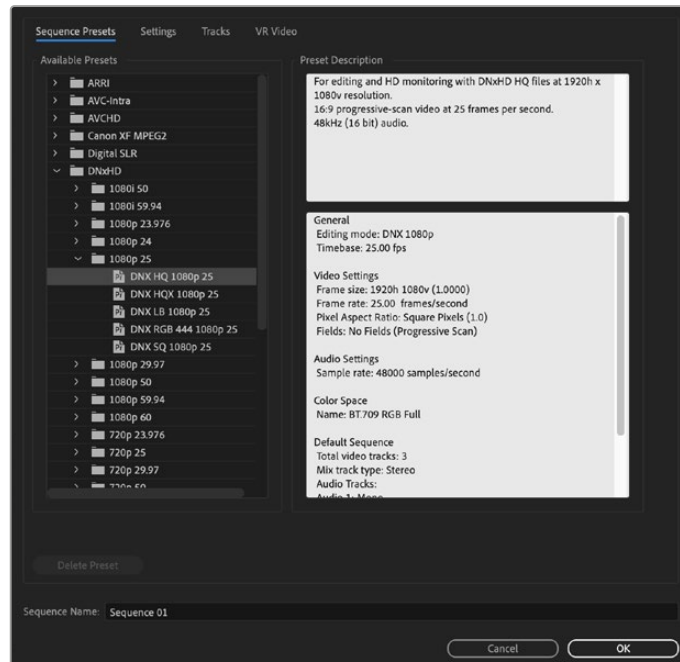 Sequence Presets Settings Tracks VR Video
Available Presets
ARRI
AVC-Intra
AVCHD
Canon XF MPEG2
Digital SLR
DNxHD
1080i 50
1080i 59.94
1080p 23.976
1080p 24
1080p 25
DNX HQ 1080p 25
DNX HQX 1080p 25
DNX LB 1080p 25
DNX RGB 444 1080p 25
DNX SQ 1080p 25
1080p 29.97
1080p 50
1080p 59.94
1080p 60
720p 23.976
720p 25
720p 29.97
720p 50
Preset Description
For editing and HD monitoring with DNxHD HQ files at 1920h x
1080v resolution.
16:9 progressive-scan video at 25 frames per second.
48kHz (16 bit) audio.
General
Editing mode: DNX 1080p
Timebase: 25.00 fps
Video Settings
Frame size: 1920h 1080v (1.0000)
Frame rate: 25.00 frames/second
Pixel Aspect Ratio: Square Pixels (1.0)
Fields: No Fields (Progressive Scan)
Audio Settings
Sample rate: 48000 samples/second
Color Space
Name: BT.709 RGB Full
Default Sequence
Total video tracks: 3
Mix track type: Stereo
Audio Tracks:
Audio 1: Mono
Delete Preset
Sequence Name: Sequence 01
Cancel OK